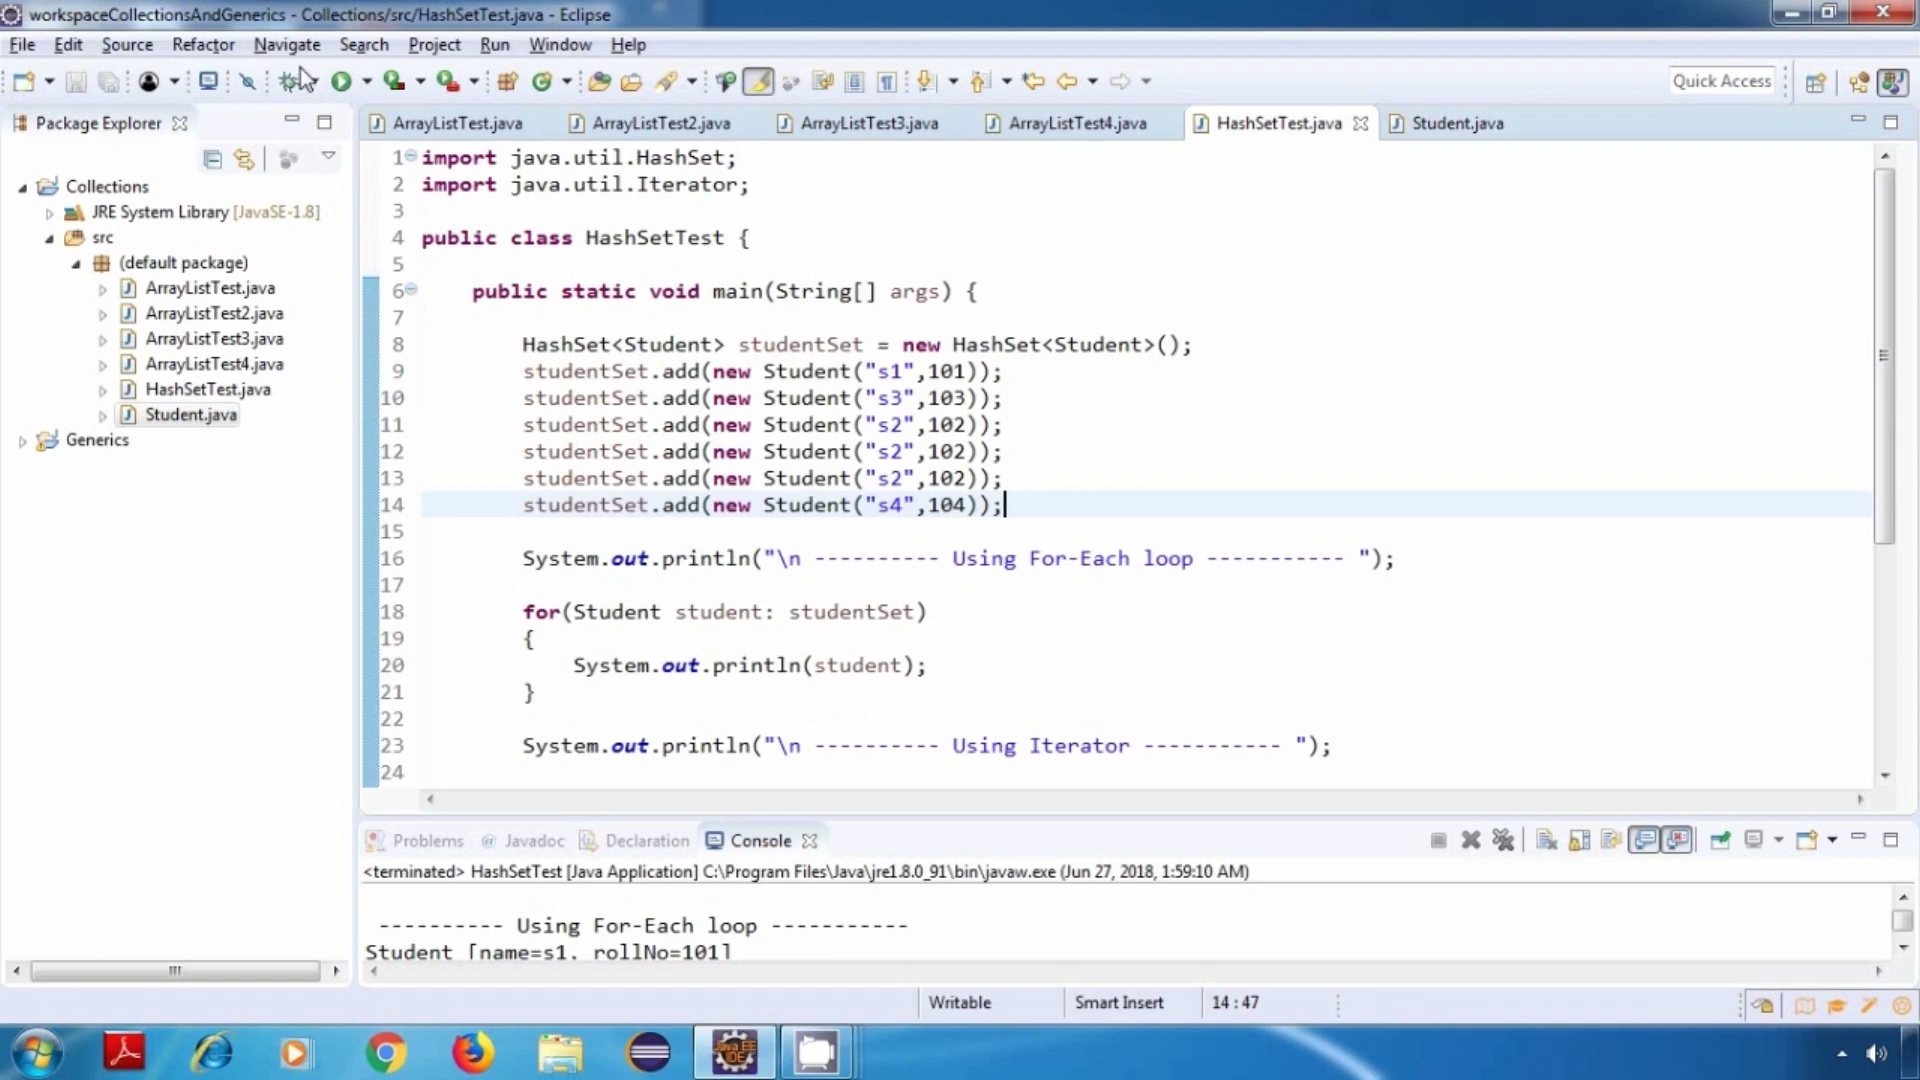 workspaceCollectionsAndGenerics - Collections/src/HashSetTest.java - Eclipse
File Edit Source Refactor Navigate Search Project Run Window Help
Quick Access
Package Explorer
Collections
JRE System Library [JavaSE-1.8]
src
(default package)
ArrayListTest.java
ArrayListTest2.java
ArrayListTest3.java
ArrayListTest4.java
HashSetTest.java
Student.java
Generics
ArrayListTest.java ArrayListTest2.java ArrayListTest3.java ArrayListTest4.java HashSetTest.java Student.java
1 import java.util.HashSet;
2 import java.util.Iterator;
3
4 public class HashSetTest {
5
6 public static void main(String[] args) {
7
8 HashSet<Student> studentSet = new HashSet<Student>();
9 studentSet.add(new Student("s1",101));
10 studentSet.add(new Student("s3",103));
11 studentSet.add(new Student("s2",102));
12 studentSet.add(new Student("s2",102));
13 studentSet.add(new Student("s2",102));
14 studentSet.add(new Student("s4",104));
15
16 System.out.println("\n ---------- Using For-Each loop ----------- ");
17
18 for(Student student: studentSet)
19 {
20 System.out.println(student);
21 }
22
23 System.out.println("\n ---------- Using Iterator ----------- ");
24
Problems Javadoc Declaration Console
<terminated> HashSetTest [Java Application] C:\Program Files\Java\jre1.8.0_91\bin\javaw.exe (Jun 27, 2018, 1:59:10 AM)
---------- Using For-Each loop -----------
Student [name=s1, rollNo=101]
Writable Smart Insert 14 : 47
Java EE
IDE